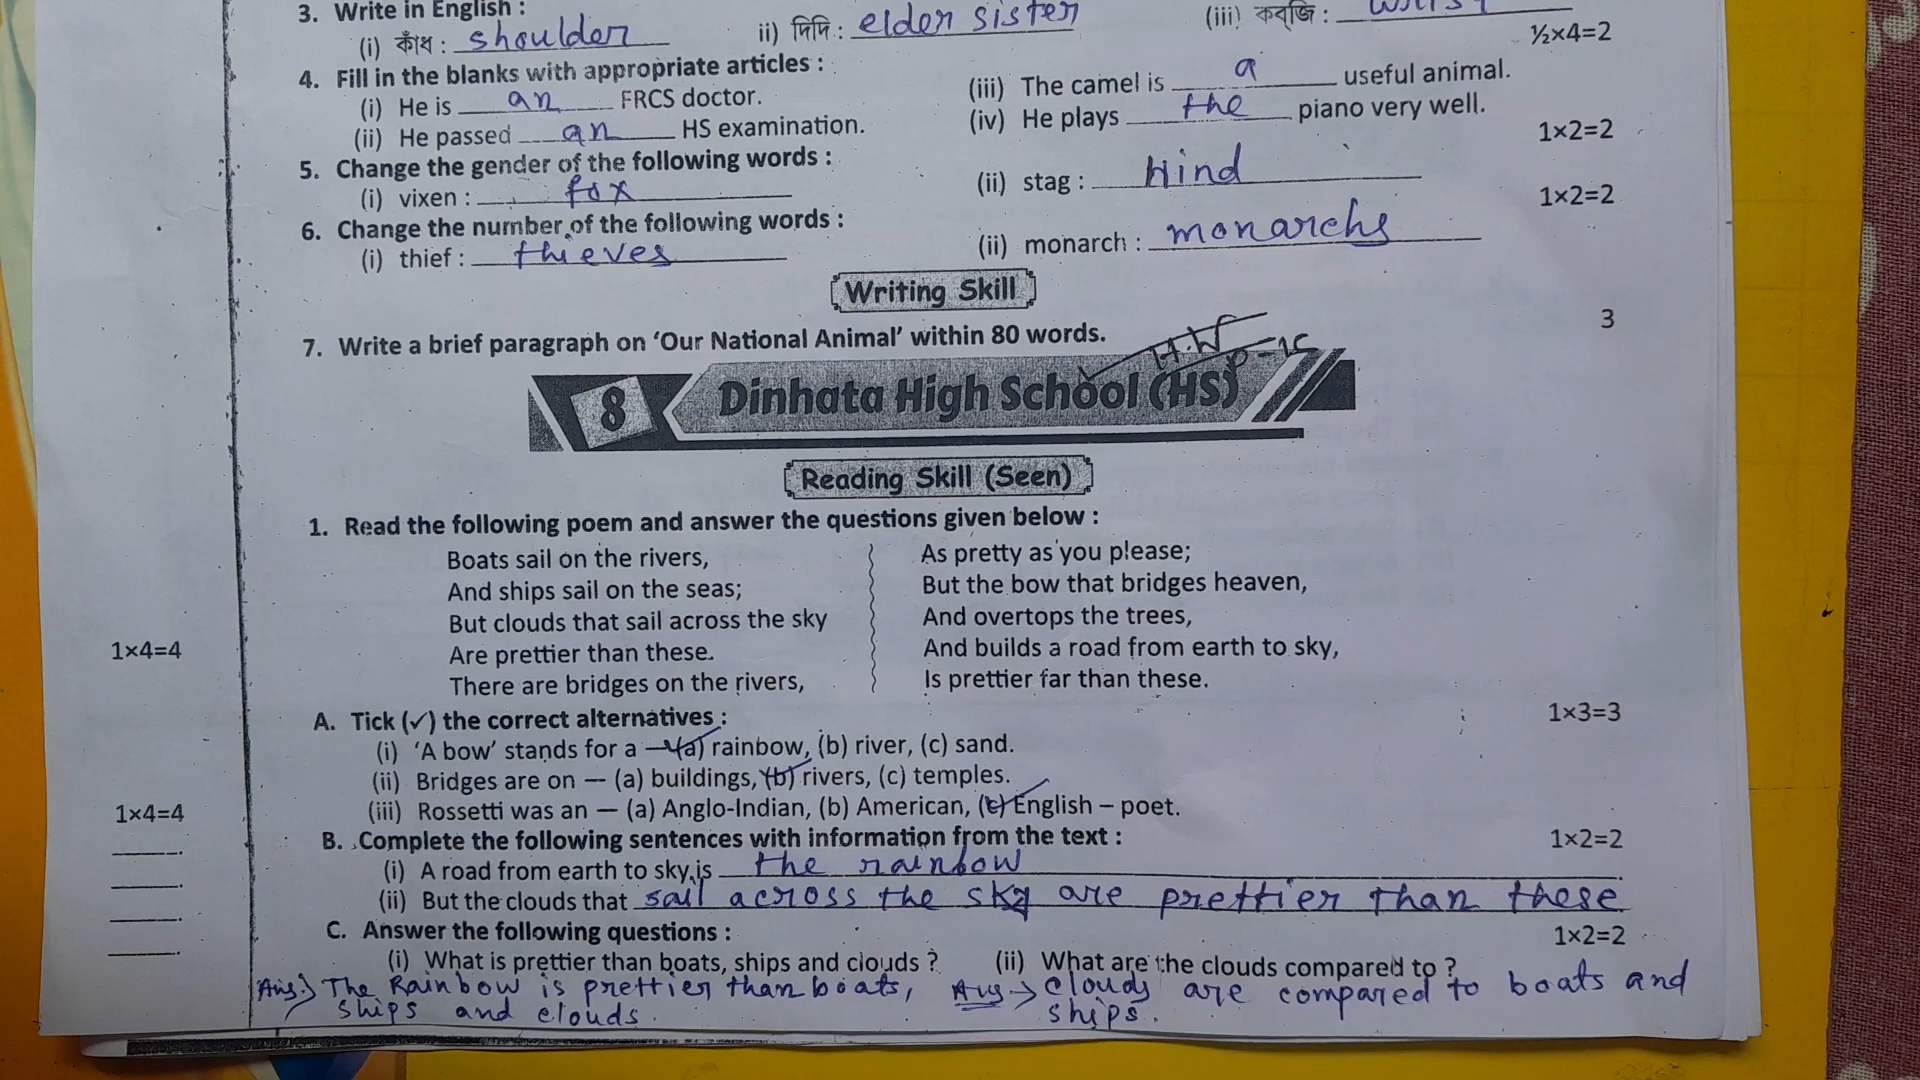 3. Write in English :
(i) কাঁধ : shoulder ii) দিদি : elder sister (iii) কব্জি :
½×4=2
4. Fill in the blanks with appropriate articles :
(i) He is an FRCS doctor. (iii) The camel is a useful animal.
(ii) He passed an HS examination. (iv) He plays the piano very well.
1×2=2
5. Change the gender of the following words :
(i) vixen : fox (ii) stag : Hind
1×2=2
6. Change the number of the following words :
(i) thief : thieves (ii) monarch : monarchs
Writing Skill
7. Write a brief paragraph on ‘Our National Animal’ within 80 words. 3
H.W
8 Dinhata High School (HS)
Reading Skill (Seen)
1. Read the following poem and answer the questions given below :
Boats sail on the rivers,
And ships sail on the seas;
But clouds that sail across the sky
Are prettier than these.
There are bridges on the rivers,
As pretty as you please;
But the bow that bridges heaven,
And overtops the trees,
And builds a road from earth to sky,
Is prettier far than these.
1×4=4
A. Tick (✓) the correct alternatives : 1×3=3
(i) ‘A bow’ stands for a — (a) rainbow, (b) river, (c) sand.
(ii) Bridges are on — (a) buildings, (b) rivers, (c) temples.
(iii) Rossetti was an — (a) Anglo-Indian, (b) American, (c) English – poet.
1×4=4
B. Complete the following sentences with information from the text : 1×2=2
(i) A road from earth to sky is the rainbow
(ii) But the clouds that sail across the sky are prettier than these
C. Answer the following questions : 1×2=2
(i) What is prettier than boats, ships and clouds ? (ii) What are the clouds compared to ?
Ans→ The Rainbow is prettier than boats, ships and clouds.
Ans→ clouds are compared to boats and ships.